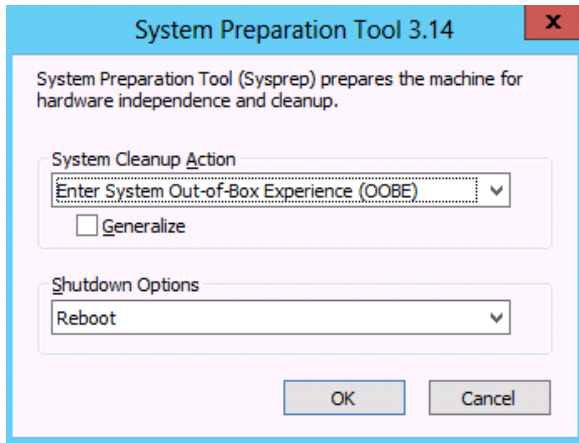 System Preparation Tool 3.14
x
System Preparation Tool (Sysprep) prepares the machine for
hardware independence and cleanup.
System Cleanup Action
Enter System Out-of-Box Experience (OOBE)
Generalize
Shutdown Options
Reboot
OK Cancel